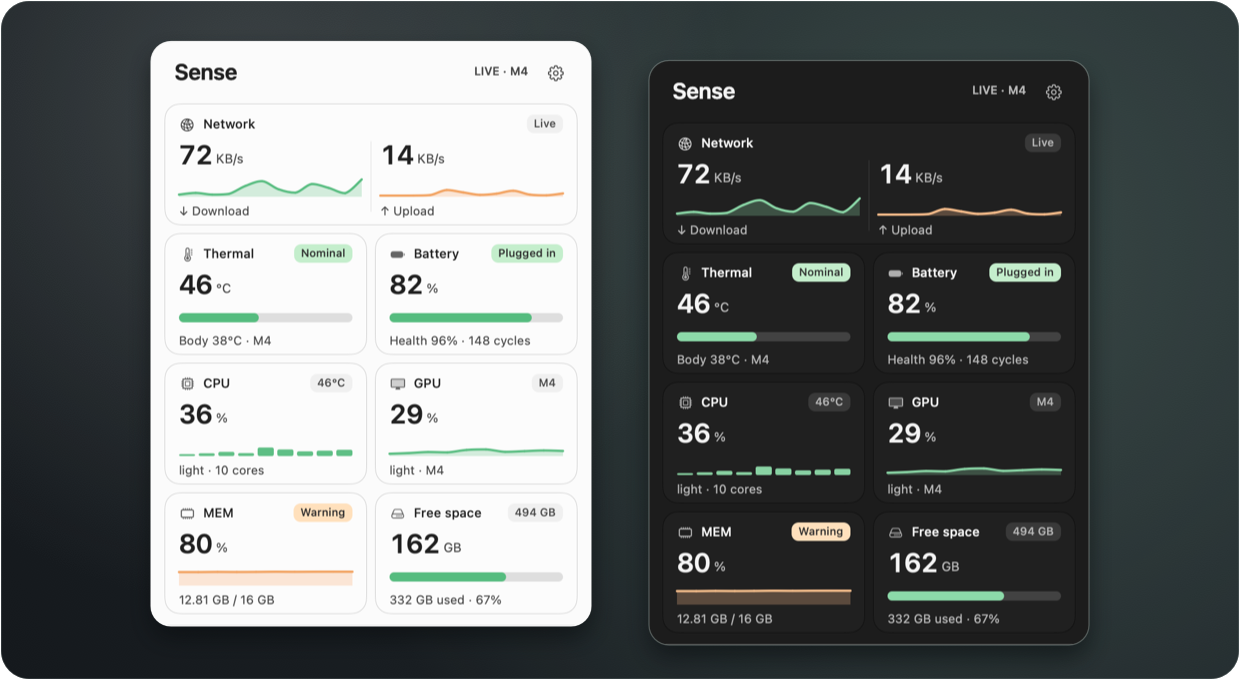 Sense
LIVE · M4
Network
Live
72 KB/s
14 KB/s
↓ Download
↑ Upload
Thermal
Nominal
46 °C
Body 38°C · M4
Battery
Plugged in
82 %
Health 96% · 148 cycles
CPU
46°C
36 %
light · 10 cores
GPU
M4
29 %
light · M4
MEM
Warning
80 %
12.81 GB / 16 GB
Free space
494 GB
162 GB
332 GB used · 67%
Sense
LIVE · M4
Network
Live
72 KB/s
14 KB/s
↓ Download
↑ Upload
Thermal
Nominal
46 °C
Body 38°C · M4
Battery
Plugged in
82 %
Health 96% · 148 cycles
CPU
46°C
36 %
light · 10 cores
GPU
M4
29 %
light · M4
MEM
Warning
80 %
12.81 GB / 16 GB
Free space
494 GB
162 GB
332 GB used · 67%